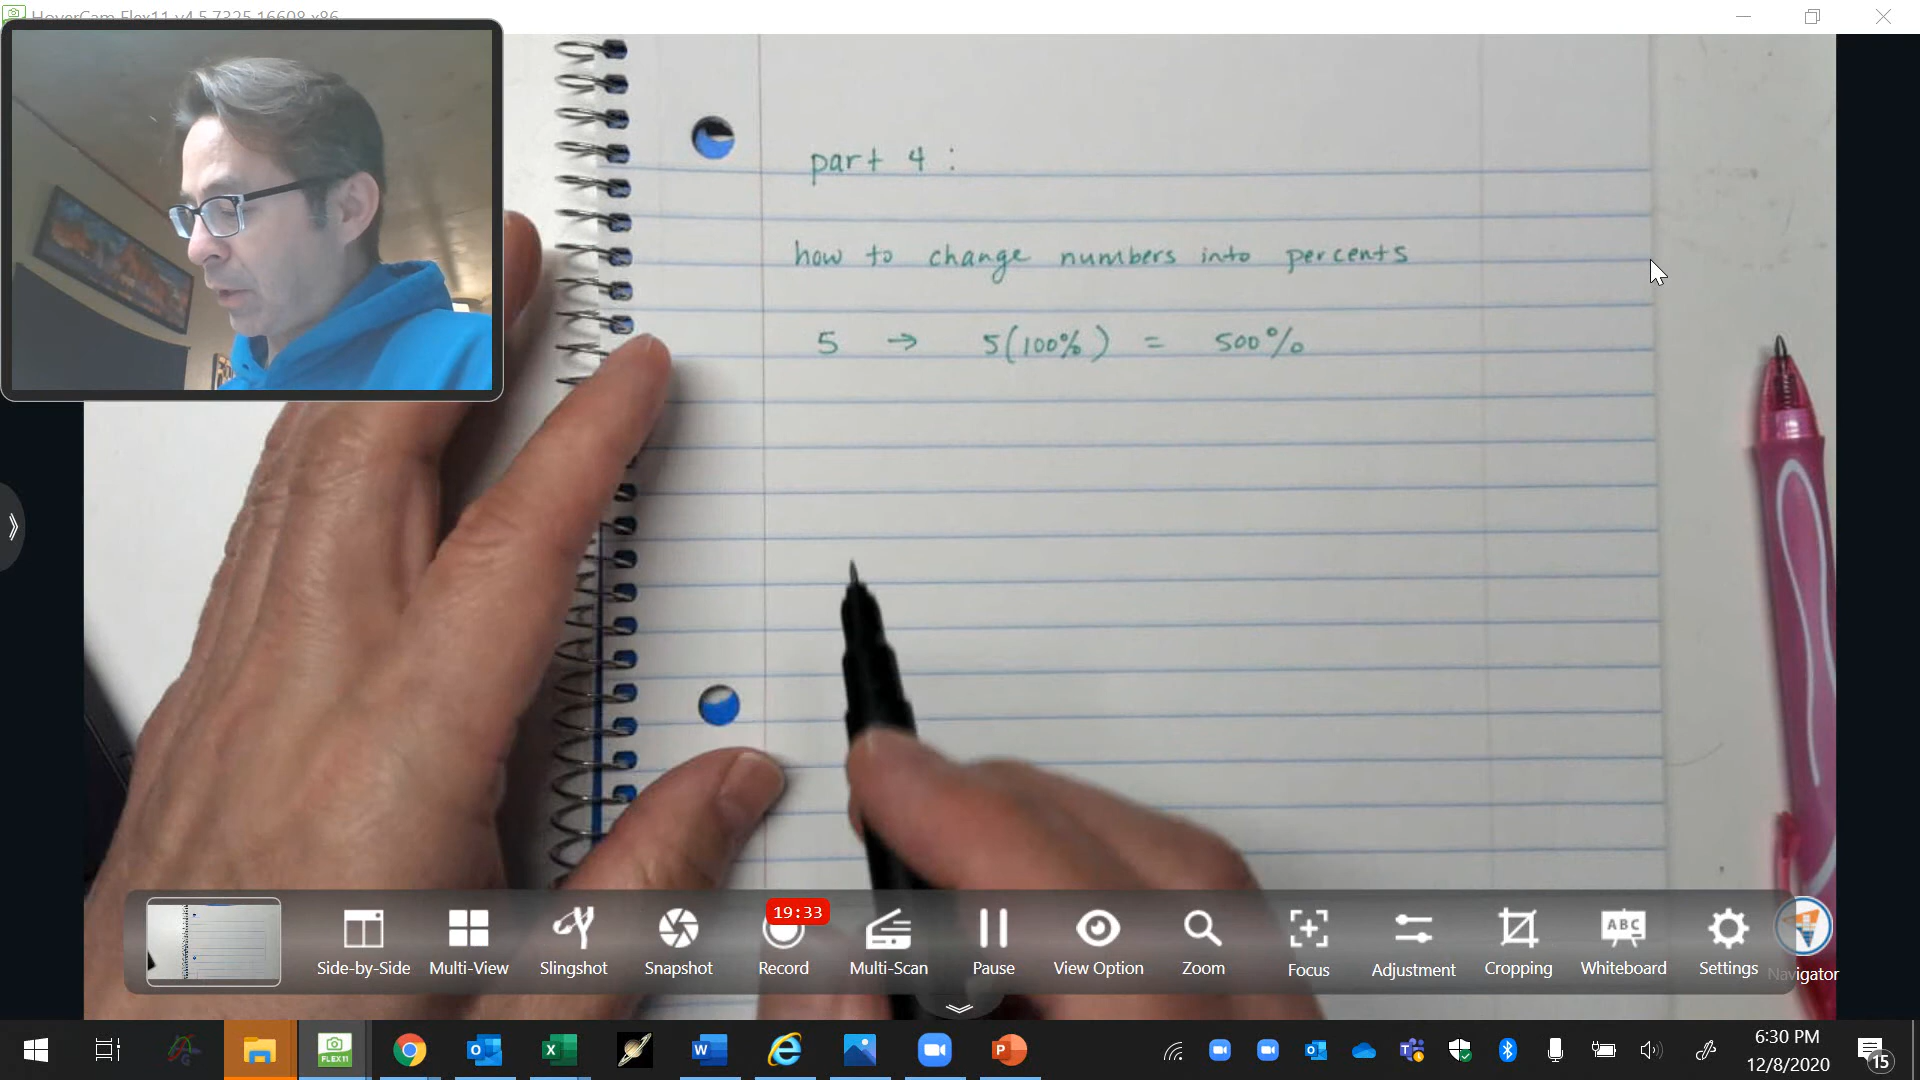 HoverCam Flex11 v4.5.7325.16608 x86
part 4 :
how to change numbers into percents
5 → 5(100%) = 500%
19:33
Side-by-Side Multi-View Slingshot Snapshot Record Multi-Scan Pause View Option Zoom Focus Adjustment Cropping Whiteboard Settings Navigator
ABC
FLEX11
6:30 PM
12/8/2020
15